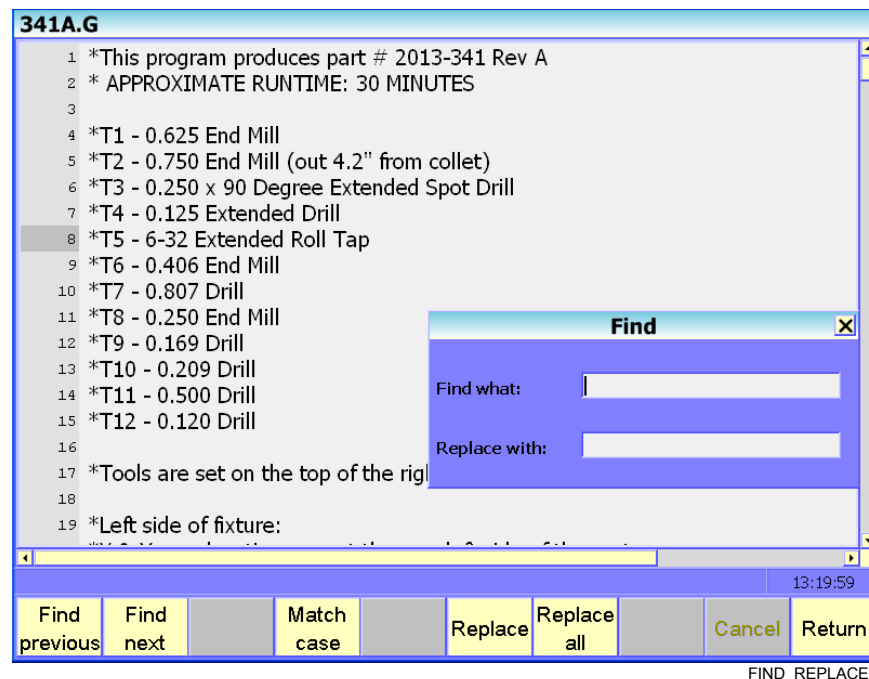 341A.G
1 *This program produces part # 2013-341 Rev A
2 * APPROXIMATE RUNTIME: 30 MINUTES
3
4 *T1 - 0.625 End Mill
5 *T2 - 0.750 End Mill (out 4.2" from collet)
6 *T3 - 0.250 x 90 Degree Extended Spot Drill
7 *T4 - 0.125 Extended Drill
8 *T5 - 6-32 Extended Roll Tap
9 *T6 - 0.406 End Mill
10 *T7 - 0.807 Drill
11 *T8 - 0.250 End Mill
12 *T9 - 0.169 Drill
13 *T10 - 0.209 Drill
14 *T11 - 0.500 Drill
15 *T12 - 0.120 Drill
16
17 *Tools are set on the top of the
18
19 *Left side of fixture:
Find
Find what:
Replace with:
13:19:59
Find previous
Find next
Match case
Replace
Replace all
Cancel
Return
FIND_REPLACE